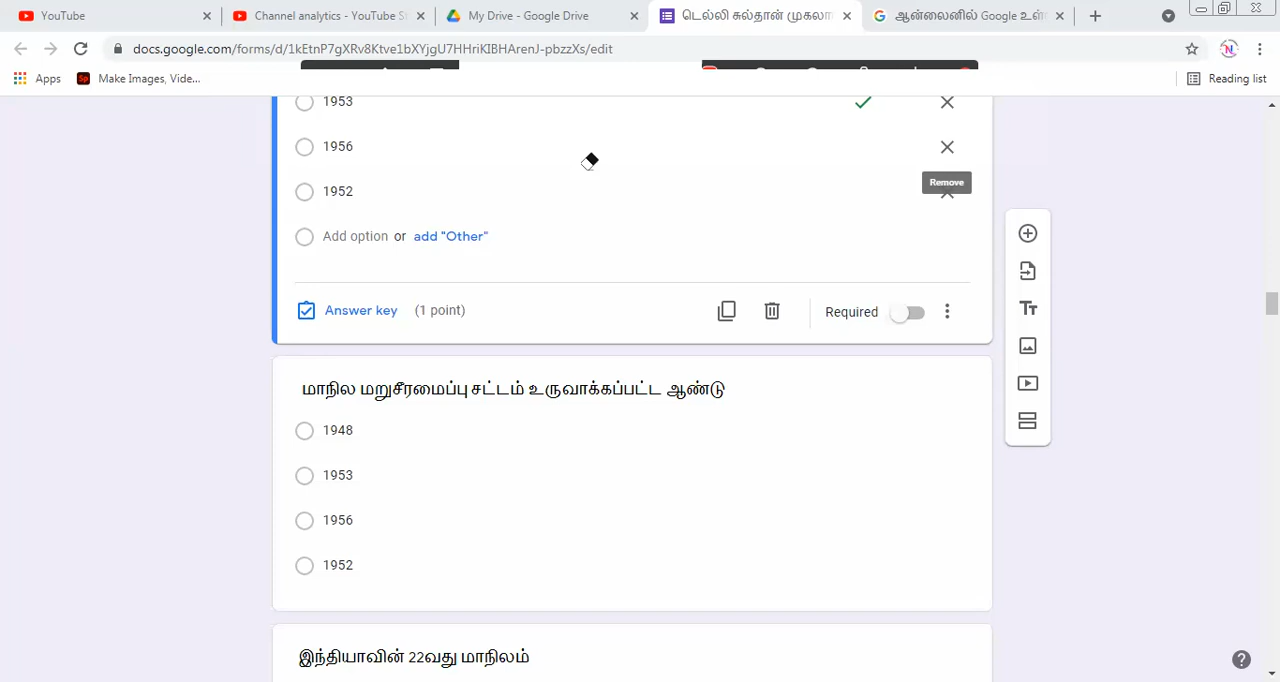 YouTube
Channel analytics - YouTube St
My Drive - Google Drive
டெல்லி சுல்தான் முகலா
ஆன்லைனில் Google உள்
docs.google.com/forms/d/1kEtnP7gXRv8Ktve1bXYjgU7HHriKIBHArenJ-pbzzXs/edit
Apps
Make Images, Vide...
Reading list
1953
1956
Remove
1952
Add option or add "Other"
Answer key (1 point)
Required
மாநில மறுசீரமைப்பு சட்டம் உருவாக்கப்பட்ட ஆண்டு
1948
1953
1956
1952
இந்தியாவின் 22வது மாநிலம்